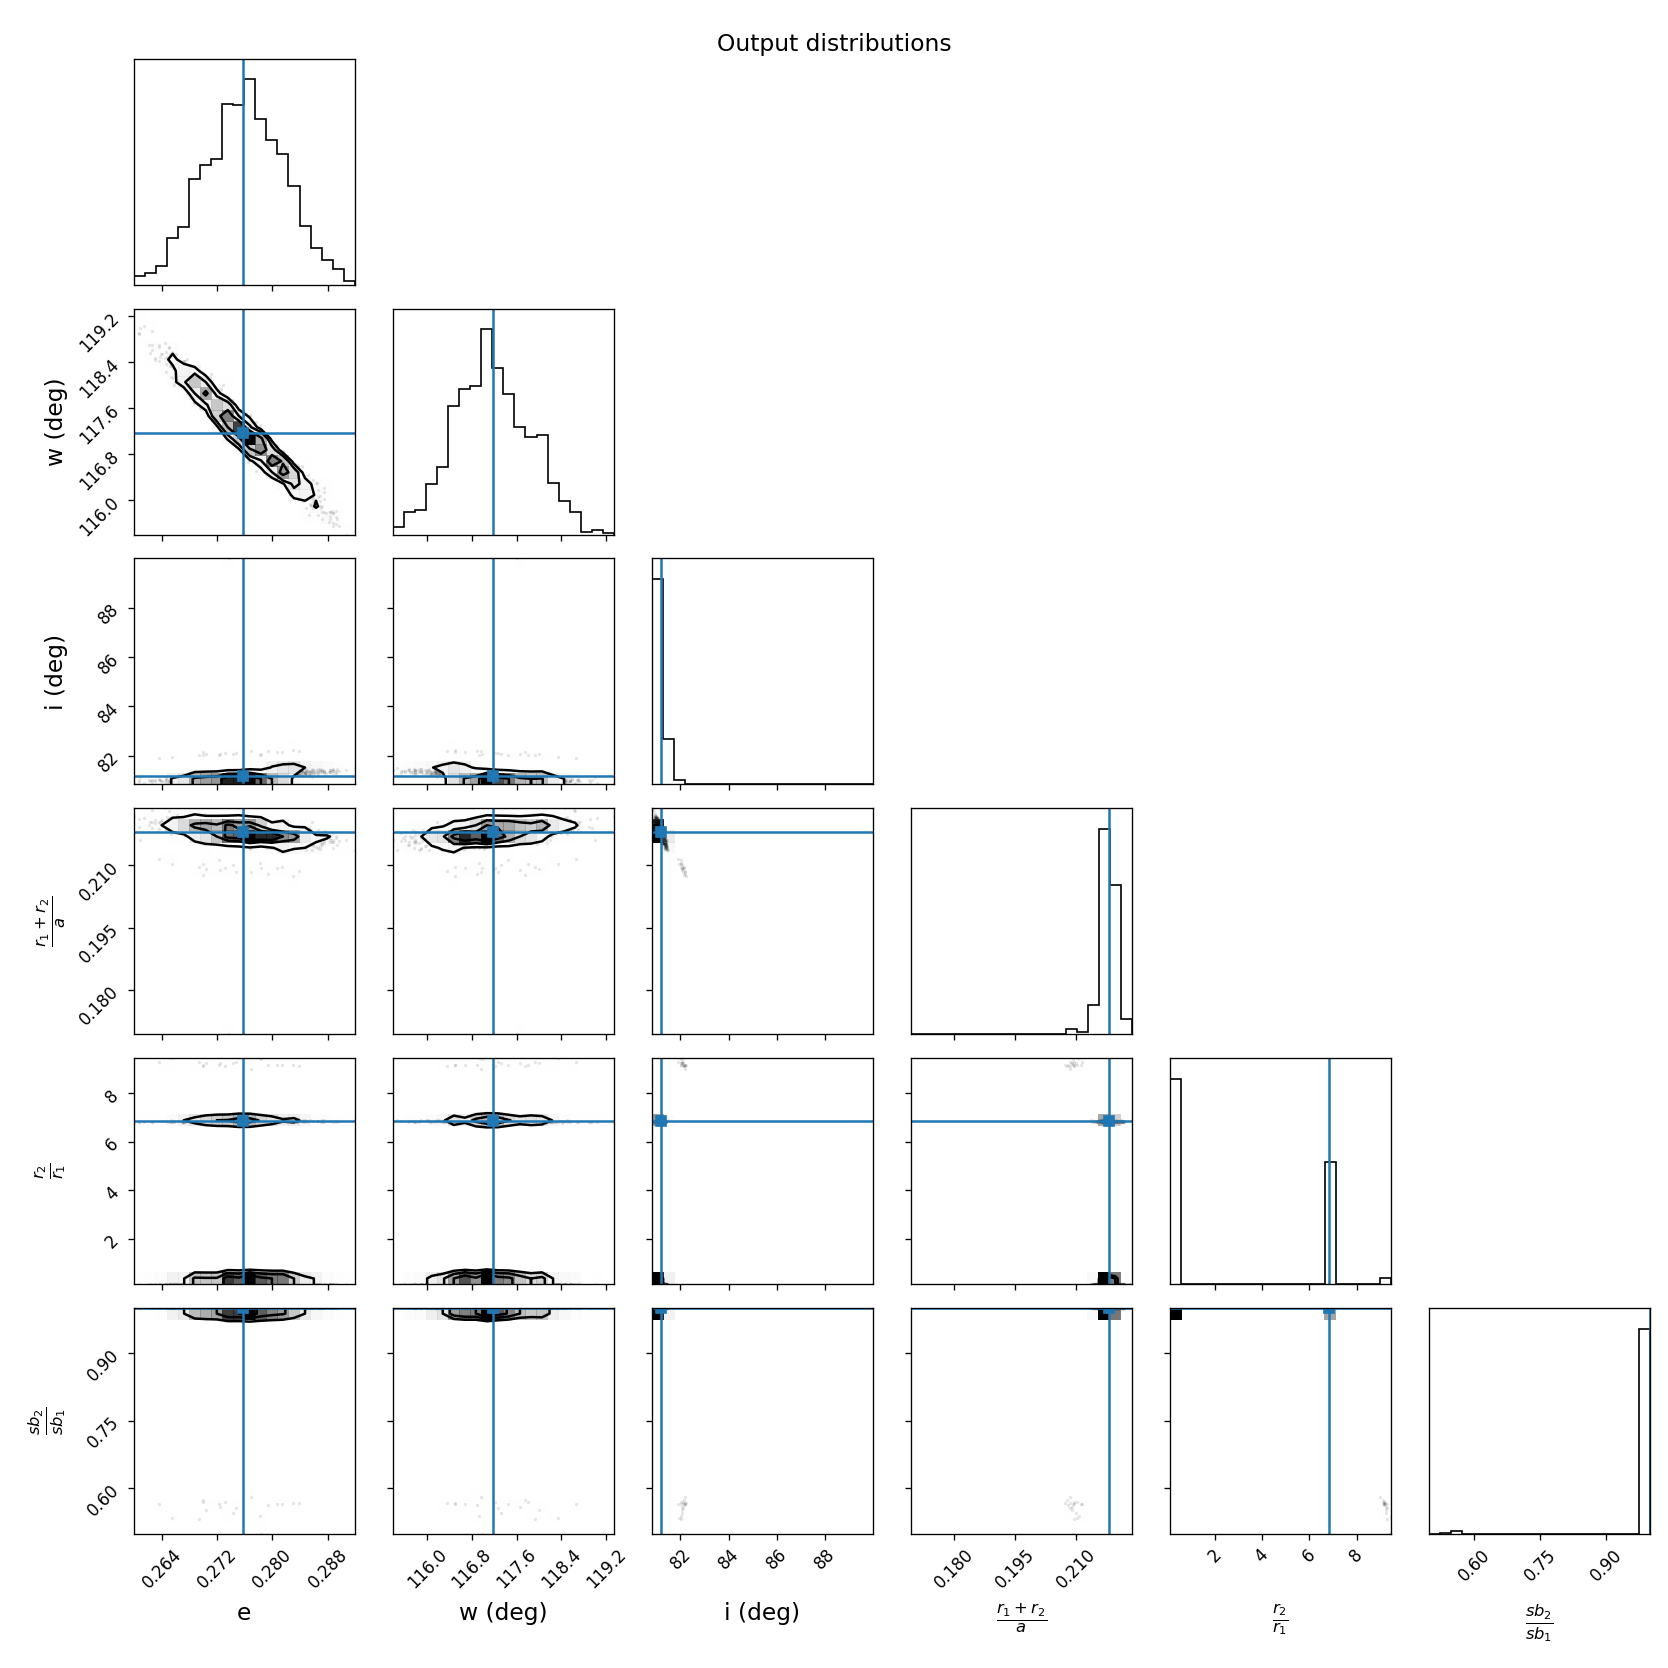 Output distributions
119.2
118.4
117.6
116.8
116.0
w (deg)
88
86
84
82
i (deg)
0.210
0.195
0.180
r₁ + r₂
a
8
6
4
2
r₂
r₁
0.90
0.75
0.60
sb₂
sb₁
0.264 0.272 0.280 0.288 116.0 116.8 117.6 118.4 119.2 82 84 86 88 0.180 0.195 0.210 2 4 6 8 0.60 0.75 0.90
e w (deg) i (deg)
r₁ + r₂ r₂ sb₂
a r₁ sb₁